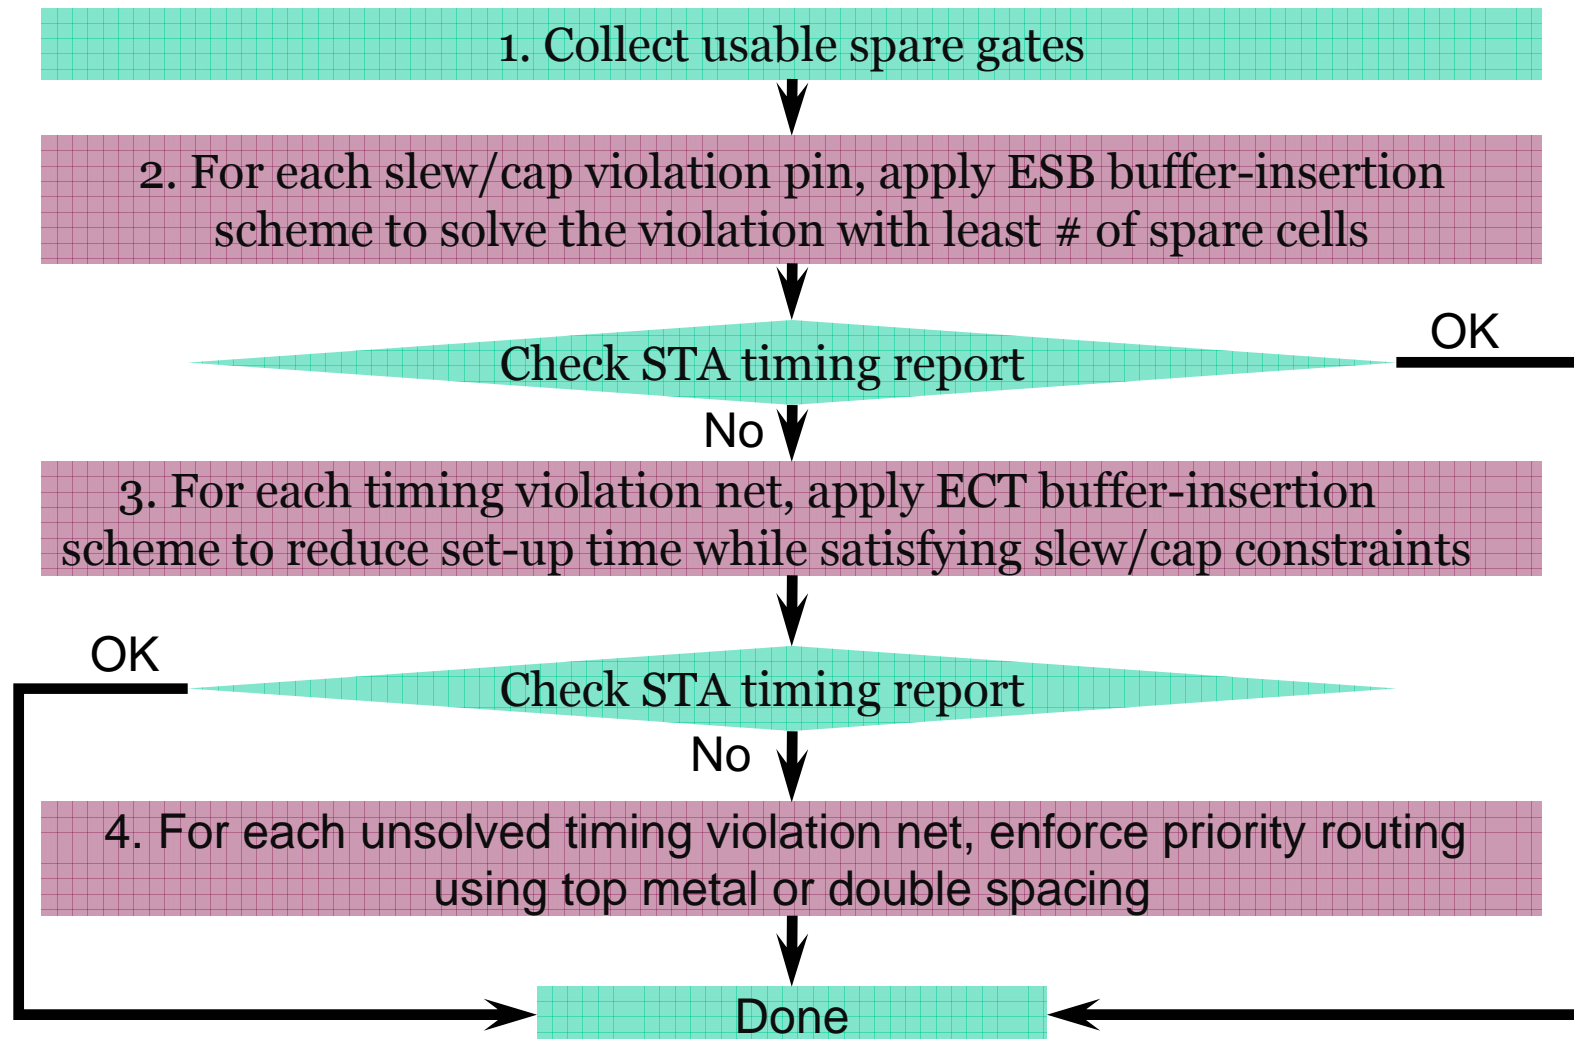 1. Collect usable spare gates
2. For each slew/cap violation pin, apply ESB buffer-insertion
scheme to solve the violation with least # of spare cells
OK
Check STA timing report
No
3. For each timing violation net, apply ECT buffer-insertion
scheme to reduce set-up time while satisfying slew/cap constraints
OK
Check STA timing report
No
4. For each unsolved timing violation net, enforce priority routing
using top metal or double spacing
Done